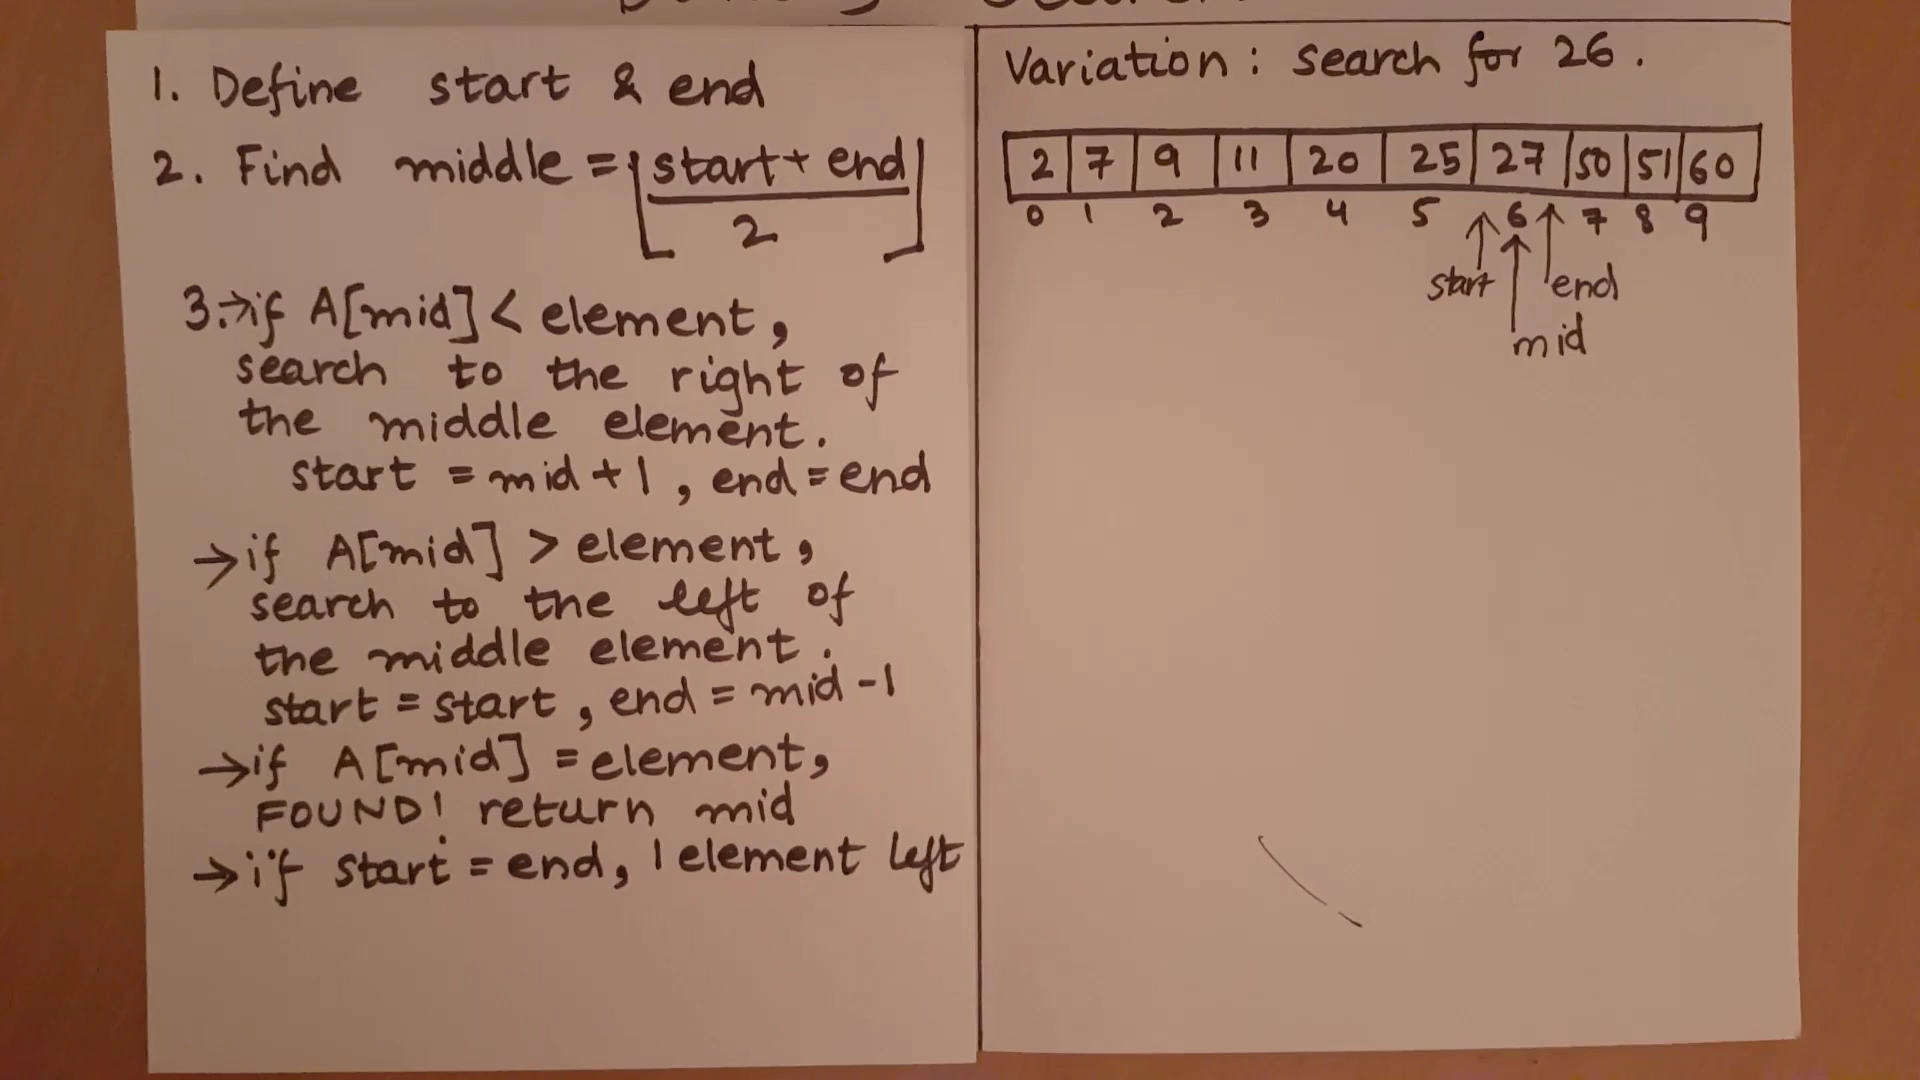 1. Define start & end
2. Find middle = ⌊start + end / 2⌋
3. → if A[mid] < element,
search to the right of
the middle element.
start = mid + 1, end = end
→ if A[mid] > element,
search to the left of
the middle element.
start = start, end = mid - 1
→ if A[mid] = element,
FOUND! return mid
→ if start = end, 1 element left
Variation : search for 26.
2 7 9 11 20 25 27 50 51 60
0 1 2 3 4 5 6 7 8 9
start end
mid